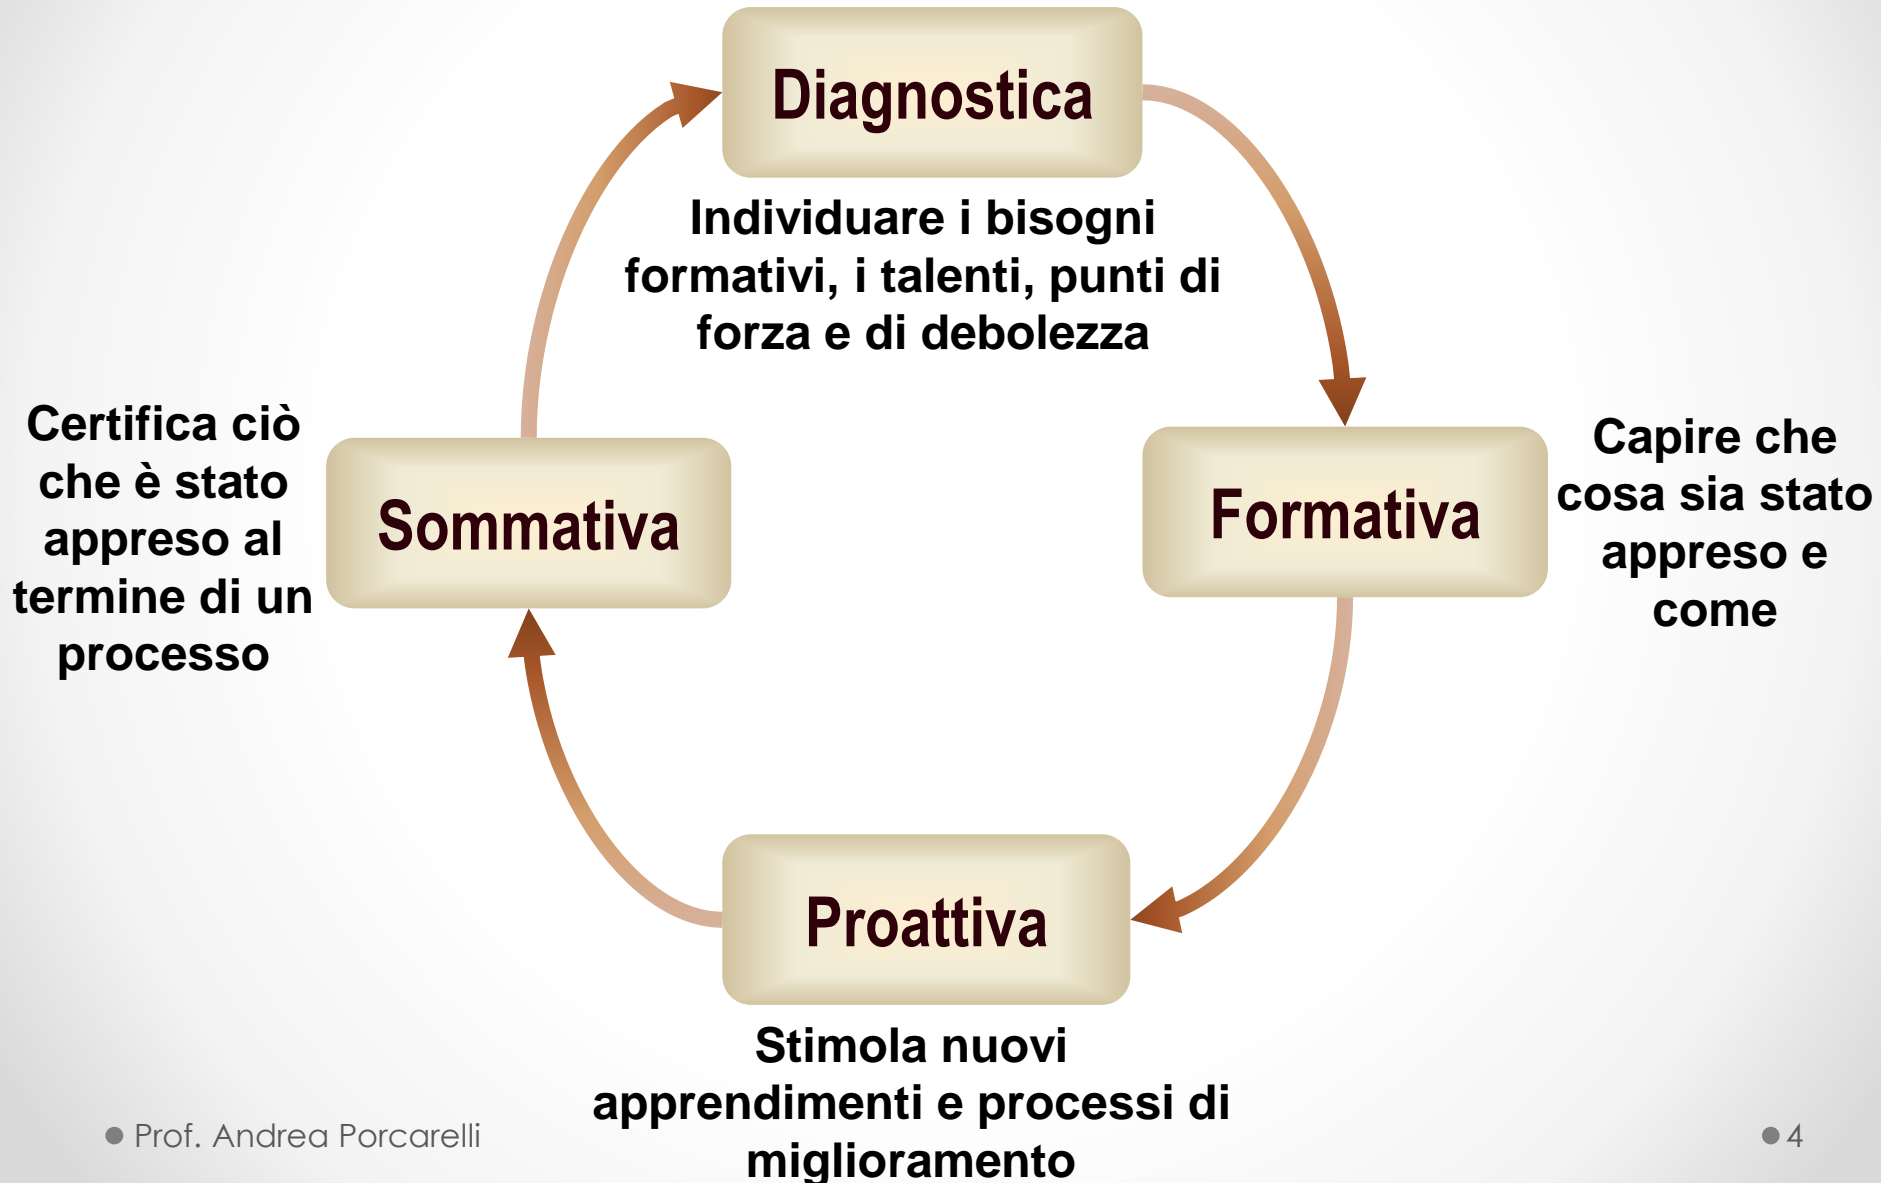 Diagnostica
Individuare i bisogni
formativi, i talenti, punti di
forza e di debolezza
Certifica ciò
che è stato
appreso al
termine di un
processo
Sommativa
Formativa
Capire che
cosa sia stato
appreso e
come
Proattiva
Stimola nuovi
apprendimenti e processi di
miglioramento
Prof. Andrea Porcarelli
4